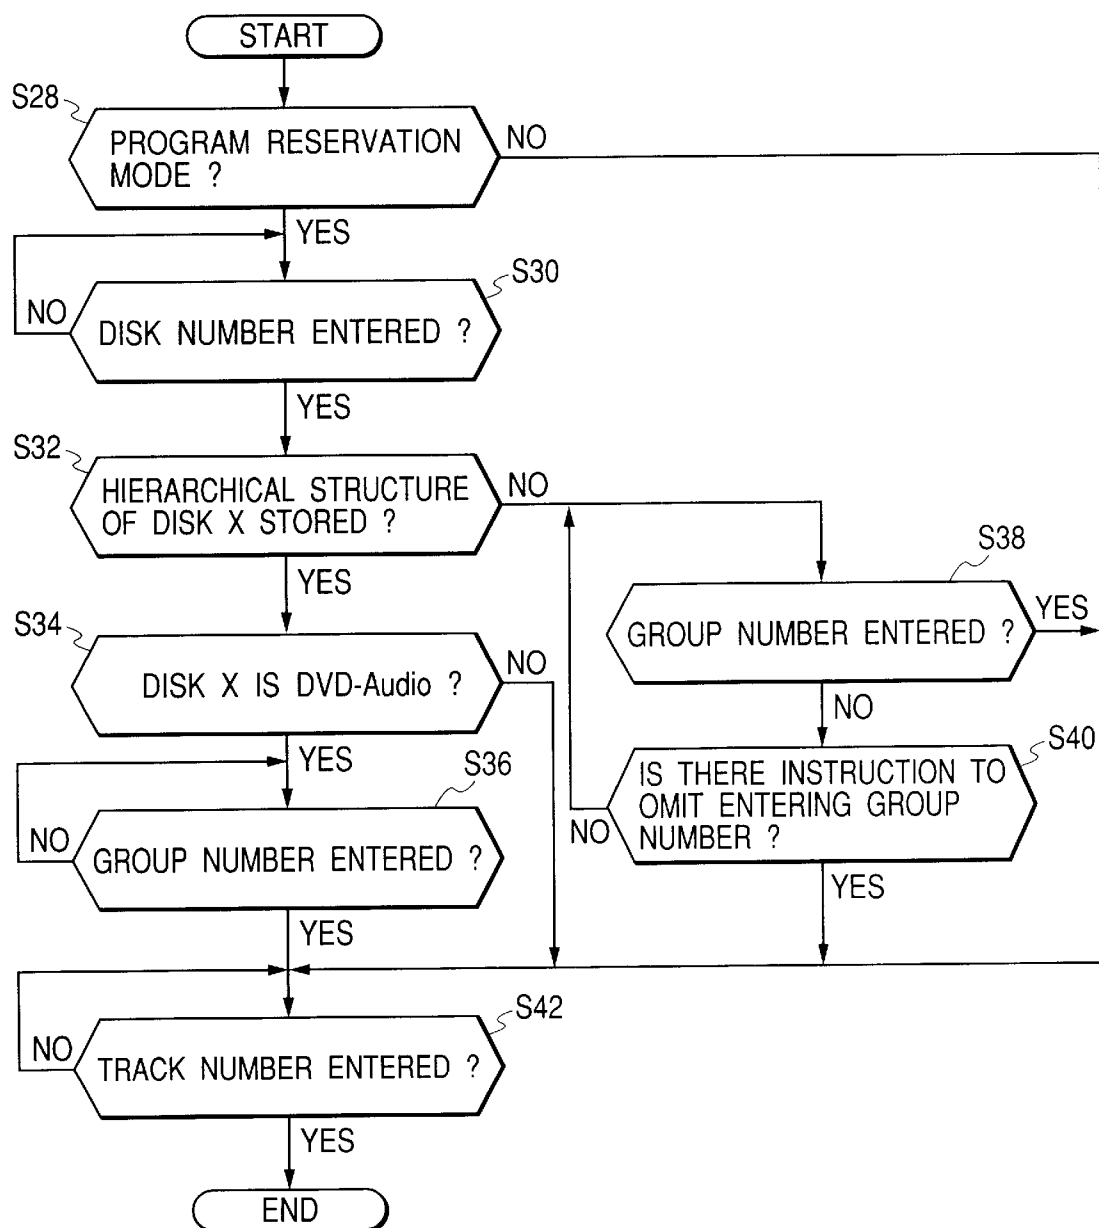 START
S28
PROGRAM RESERVATION
MODE ?
NO
YES
S30
NO
DISK NUMBER ENTERED ?
YES
S32
HIERARCHICAL STRUCTURE
OF DISK X STORED ?
NO
YES
S38
GROUP NUMBER ENTERED ?
YES
NO
S34
DISK X IS DVD-Audio ?
NO
YES
S40
IS THERE INSTRUCTION TO
OMIT ENTERING GROUP
NUMBER ?
NO
YES
S36
NO
GROUP NUMBER ENTERED ?
YES
S42
NO
TRACK NUMBER ENTERED ?
YES
END